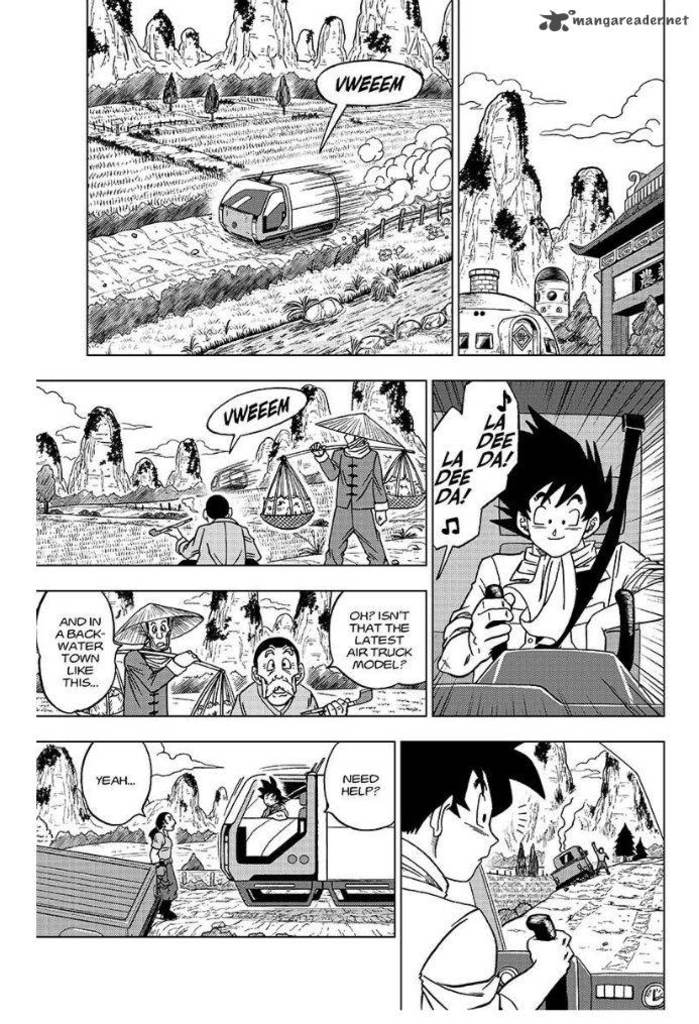 mangareader.net
VWEEEM
♪
LA
DEE
DA!
LA
DEE
DA!
♫
VWEEEM
OH? ISN'T
THAT THE
LATEST
AIR TRUCK
MODEL?
AND IN
A BACK-
WATER
TOWN
LIKE
THIS...
NEED
HELP?
YEAH...